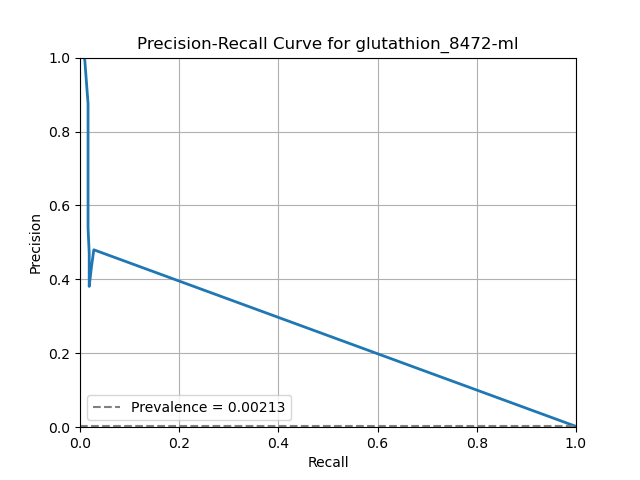 Precision-Recall Curve for glutathion_8472-ml
1.0
0.8
0.6
0.4
0.2
0.0
Precision
Prevalence = 0.00213
0.0 0.2 0.4 0.6 0.8 1.0
Recall